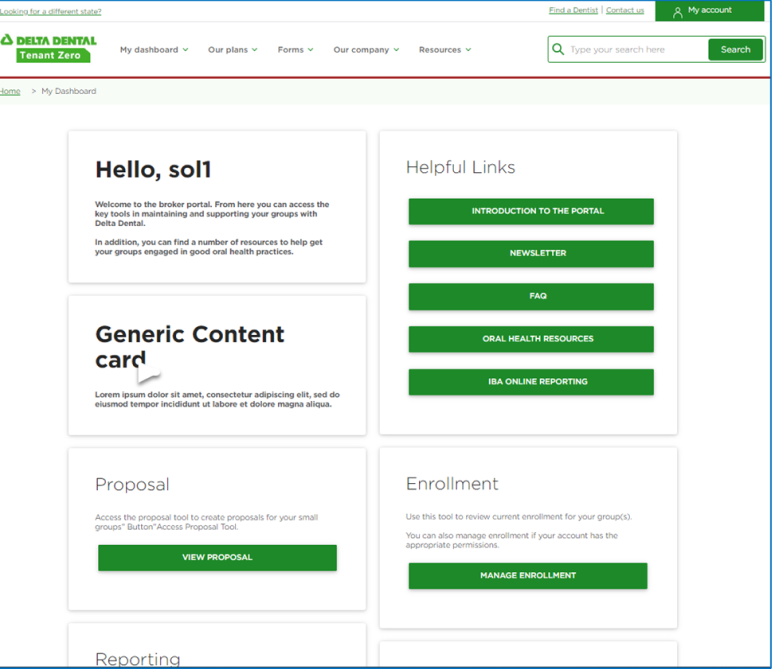 Looking for a different state?
Find a Dentist | Contact us
My account
DELTA DENTAL
Tenant Zero
My dashboard
Our plans
Forms
Our company
Resources
Type your search here
Search
Home > My Dashboard
Hello, sol1
Welcome to the broker portal. From here you can access the
key tools in maintaining and supporting your groups with
Delta Dental.
In addition, you can find a number of resources to help get
your groups engaged in good oral health practices.
Helpful Links
INTRODUCTION TO THE PORTAL
NEWSLETTER
FAQ
ORAL HEALTH RESOURCES
IBA ONLINE REPORTING
Generic Content
card
Lorem ipsum dolor sit amet, consectetur adipiscing elit, sed do
eiusmod tempor incididunt ut labore et dolore magna aliqua.
Proposal
Access the proposal tool to create proposals for your small
groups" Button"Access Proposal Tool.
VIEW PROPOSAL
Enrollment
Use this tool to review current enrollment for your group(s).
You can also manage enrollment if your account has the
appropriate permissions.
MANAGE ENROLLMENT
Reporting